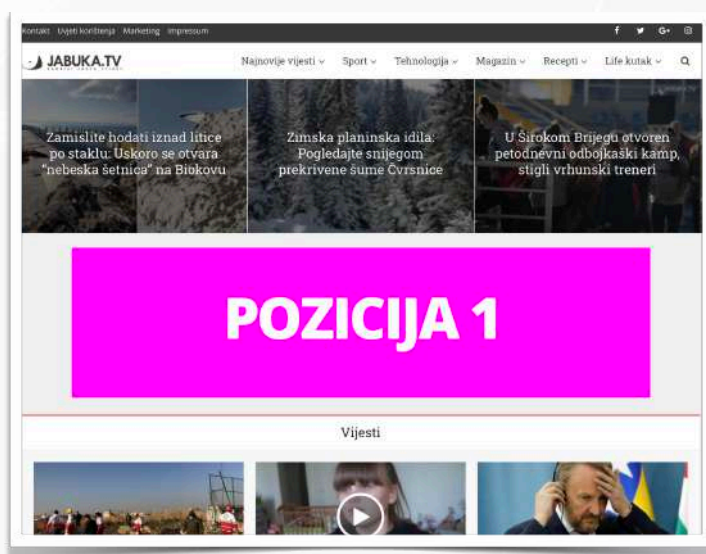 Kontakt Uvjeti korištenja Marketing Impressum
JABUKA.TV
Najnovije vijesti Sport Tehnologija Magazin Recepti Life kutak
Zamislite hodati iznad litice
po staklu: Uskoro se otvara
"nebeska šetnica" na Biokovu
Zimska planinska idila:
Pogledajte snijegom
prekrivene šume Čvrsnice
U Širokom Brijegu otvoren
petodnevni odbojkaški kamp,
stigli vrhunski treneri
POZICIJA 1
Vijesti